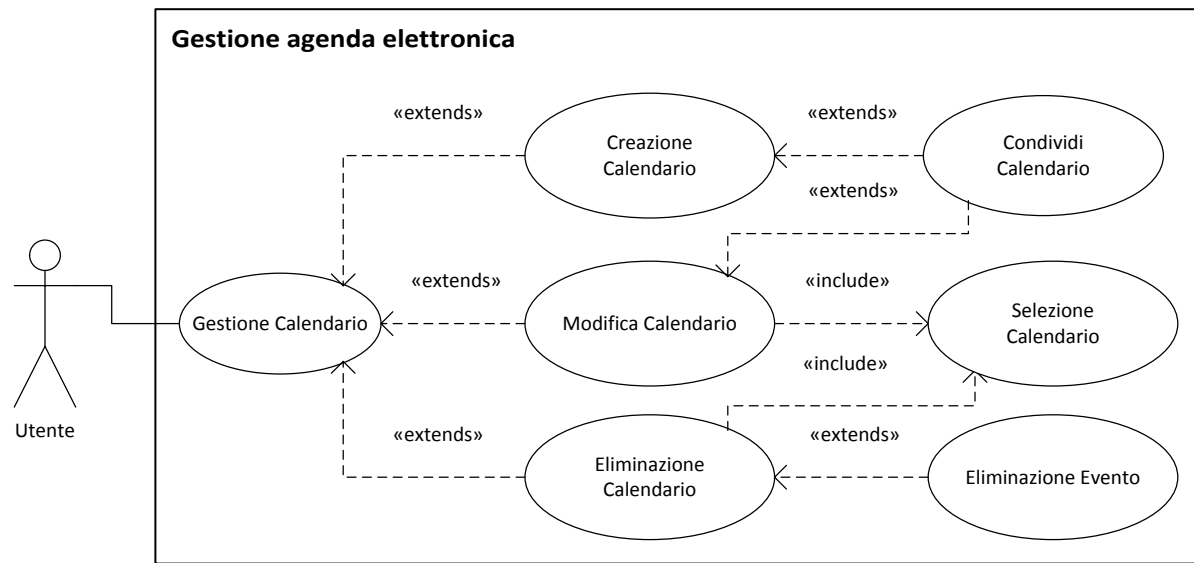 Gestione agenda elettronica
«extends»
«extends»
Creazione
Calendario
Condividi
Calendario
«extends»
«extends»
«include»
Gestione Calendario
Modifica Calendario
Selezione
Calendario
«include»
Utente
«extends»
«extends»
Eliminazione
Calendario
Eliminazione Evento